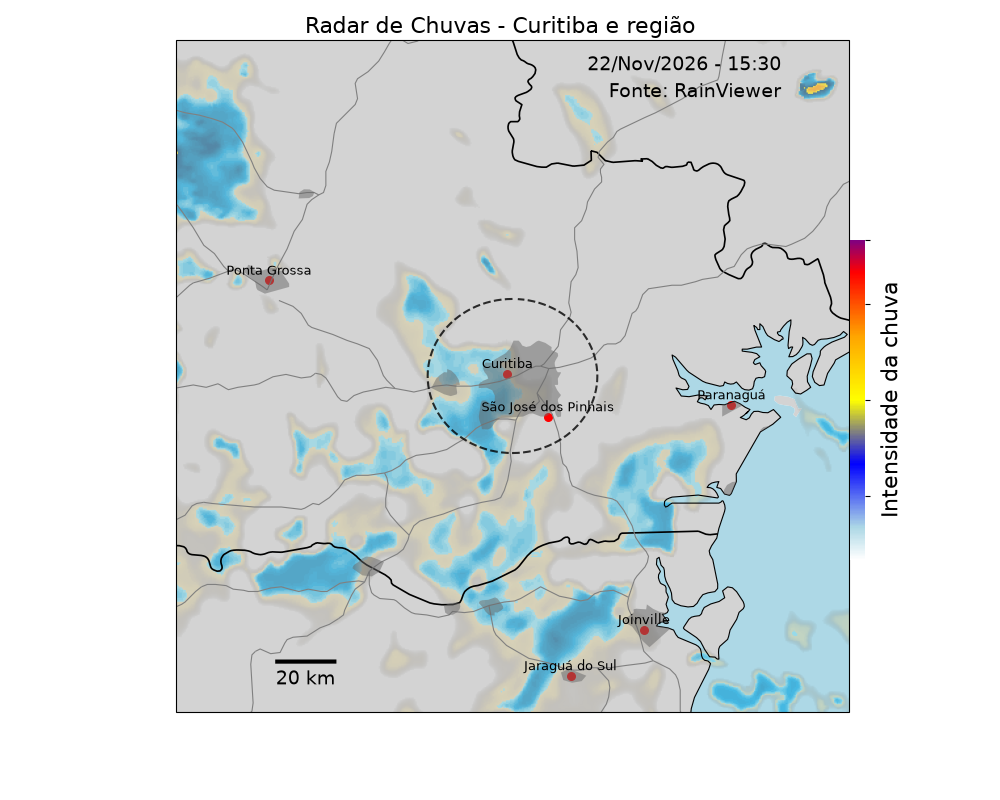 Radar de Chuvas - Curitiba e região
22/Nov/2026 - 15:30
Fonte: RainViewer
Ponta Grossa
Curitiba
Paranaguá
São José dos Pinhais
Intensidade da chuva
Joinville
Jaraguá do Sul
20 km